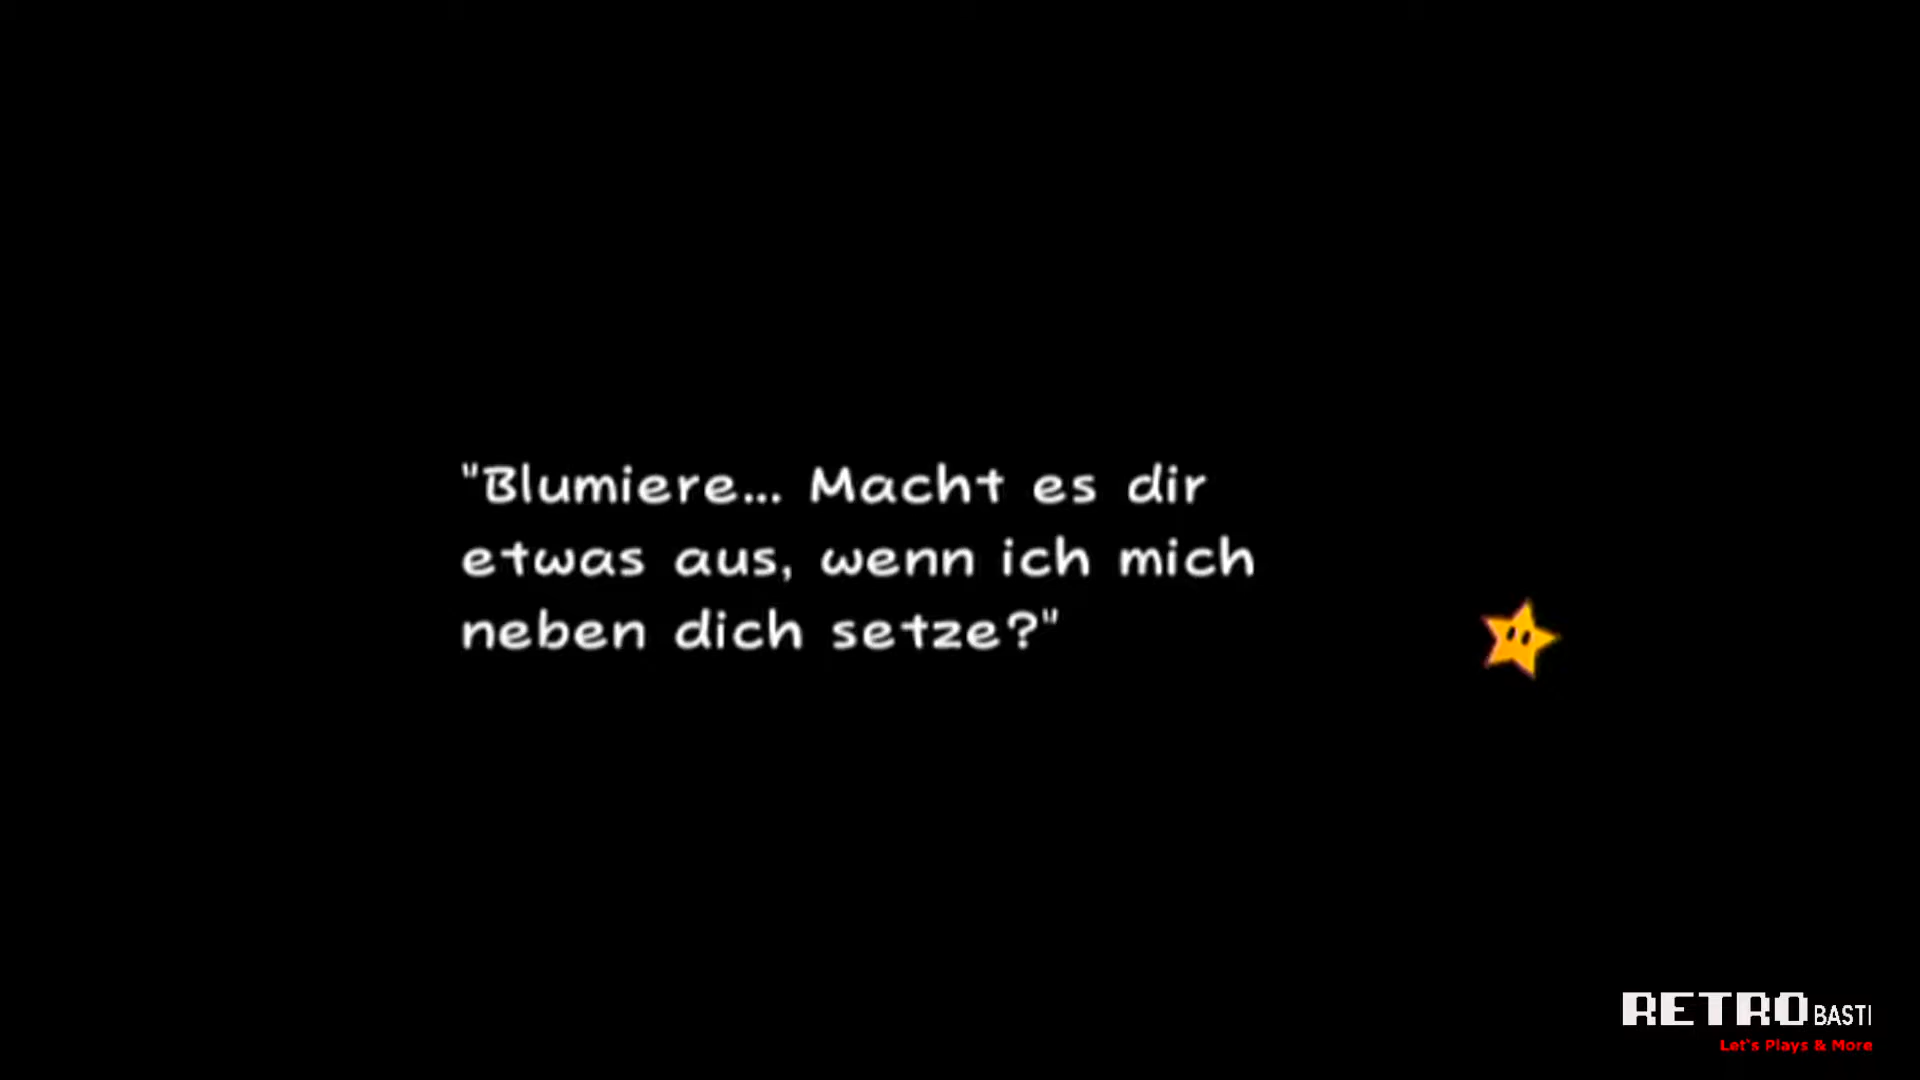 "Blumiere... Macht es dir
etwas aus, wenn ich mich
neben dich setze?"
RETRO BASTI
Let's Plays & More